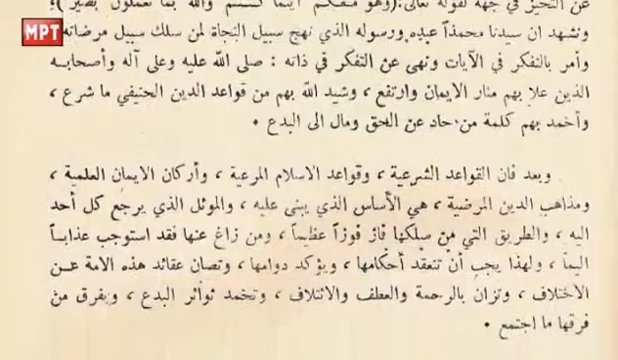 عن التحيز في جهة لقوله تعالى:(وهو معكم أينما كنتم والله بما تعملون بصير)؛
ونشهد ان سيدنا محمداً عبده ورسوله الذي نهج سبيل النجاة لمن سلك سبيل مرضاته
وأمر بالتفكر في الآيات ونهى عن التفكر في ذاته : صلى الله عليه وعلى آله وأصحابه
الذين علا بهم منار الايمان وارتفع ، وشيد الله بهم من قواعد الدين الحنيفي ما شرع ،
وأخمد بهم كلمة من حاد عن الحق ومال الى البدع .
وبعد فان القواعد الشرعية ، وقواعد الاسلام المرعية ، وأركان الايمان العلمية ،
ومذاهب الدين المرضية ، هي الأساس الذي يبنى عليه ، والموئل الذي يرجع كل أحد
اليه ، والطريق التي من سلكها فاز فوزاً عظيماً ، ومن زاغ عنها فقد استوجب عذاباً
اليماً ، ولهذا يجب أن تنعقد أحكامها ، ويؤكد دوامها ، وتصان عقائد هذه الامة عن
الاختلاف ، وتزان بالرحمة والعطف والائتلاف ، وتخمد ثوائر البدع ، ويفرق من
فرقها ما اجتمع .
MPT